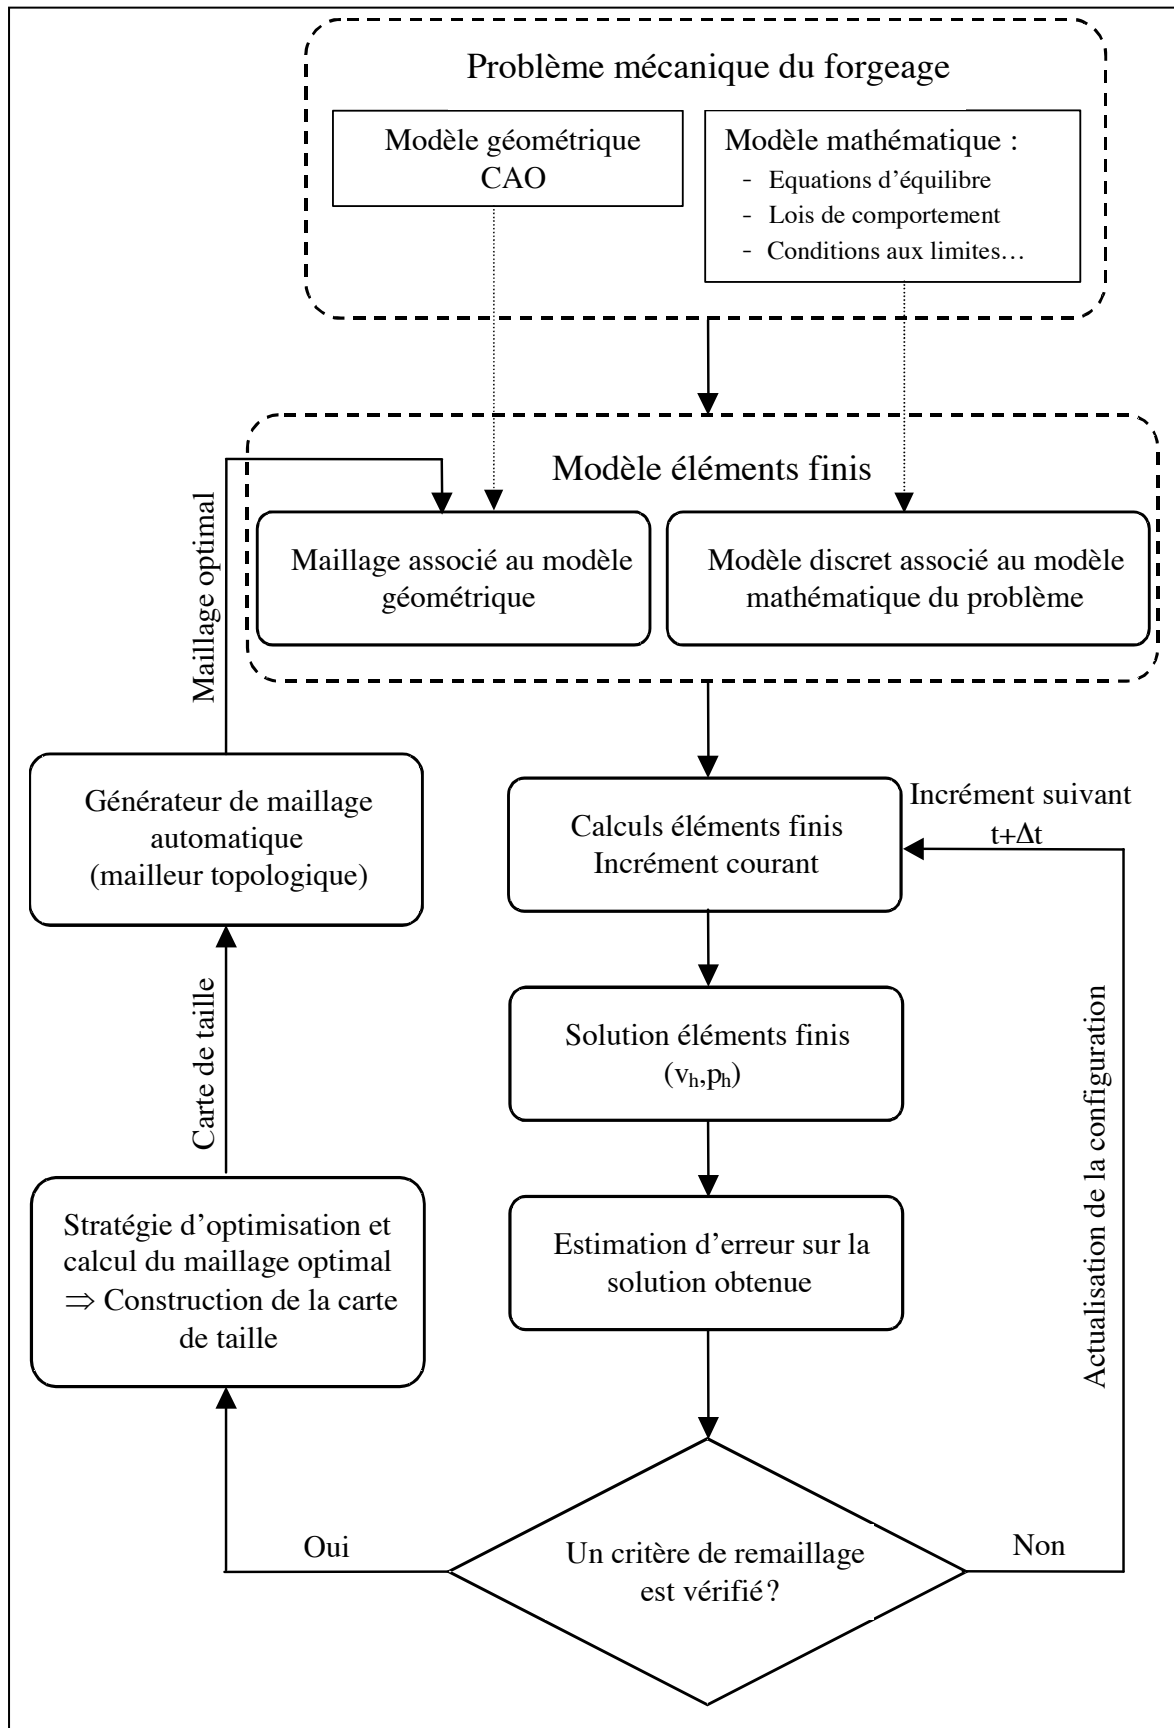 Problème mécanique du forgeage
Modèle géométrique
CAO
Modèle mathématique :
- Equations d’équilibre
- Lois de comportement
- Conditions aux limites…
Modèle éléments finis
Maillage associé au modèle
géométrique
Modèle discret associé au modèle
mathématique du problème
Maillage optimal
Générateur de maillage
automatique
(mailleur topologique)
Calculs éléments finis
Incrément courant
Incrément suivant
t+Δt
Carte de taille
Solution éléments finis
(vₕ,pₕ)
Actualisation de la configuration
Stratégie d’optimisation et
calcul du maillage optimal
⇒ Construction de la carte
de taille
Estimation d’erreur sur la
solution obtenue
Oui
Un critère de remaillage
est vérifié?
Non